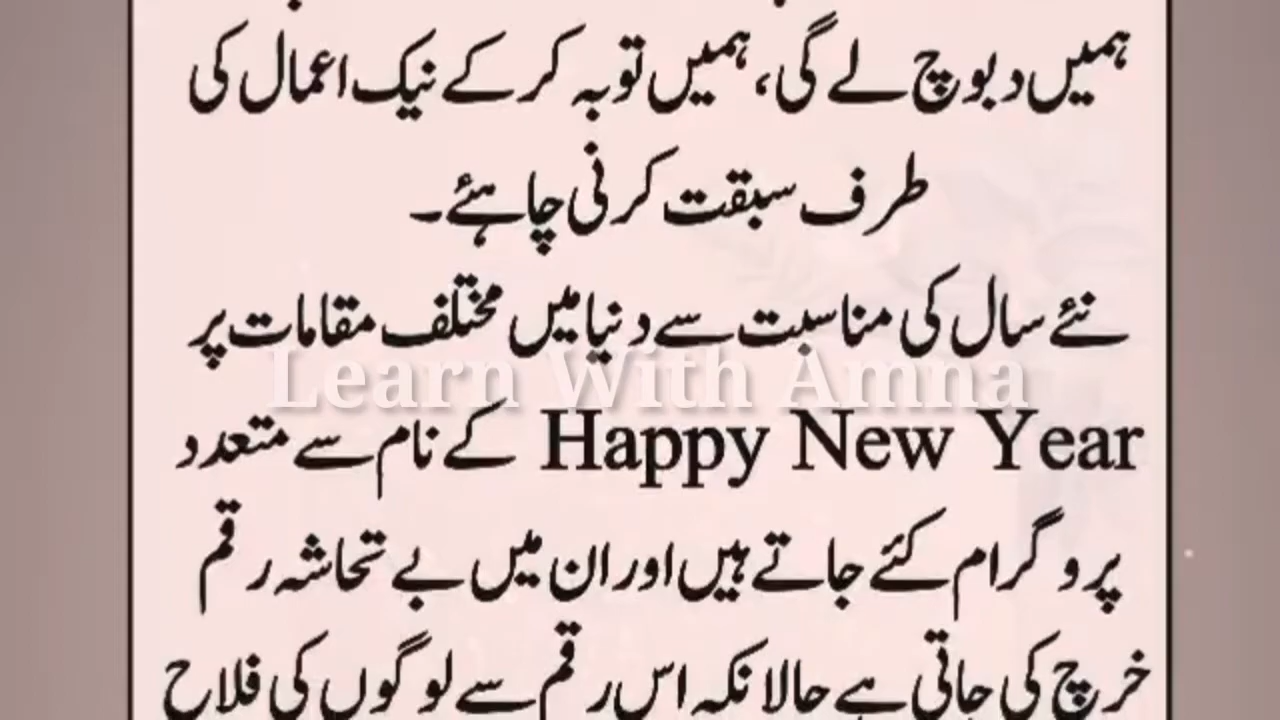 ہمیں دبوچ لے گی، ہمیں توبہ کر کے نیک اعمال کی
طرف سبقت کرنی چاہئے۔
نئے سال کی مناسبت سے دنیا میں مختلف مقامات پر
Learn With Amna
Happy New Year کے نام سے متعدد
پروگرام کئے جاتے ہیں اور ان میں بے تحاشہ رقم
خرچ کی جاتی ہے حالانکہ اس رقم سے لوگوں کی فلاح